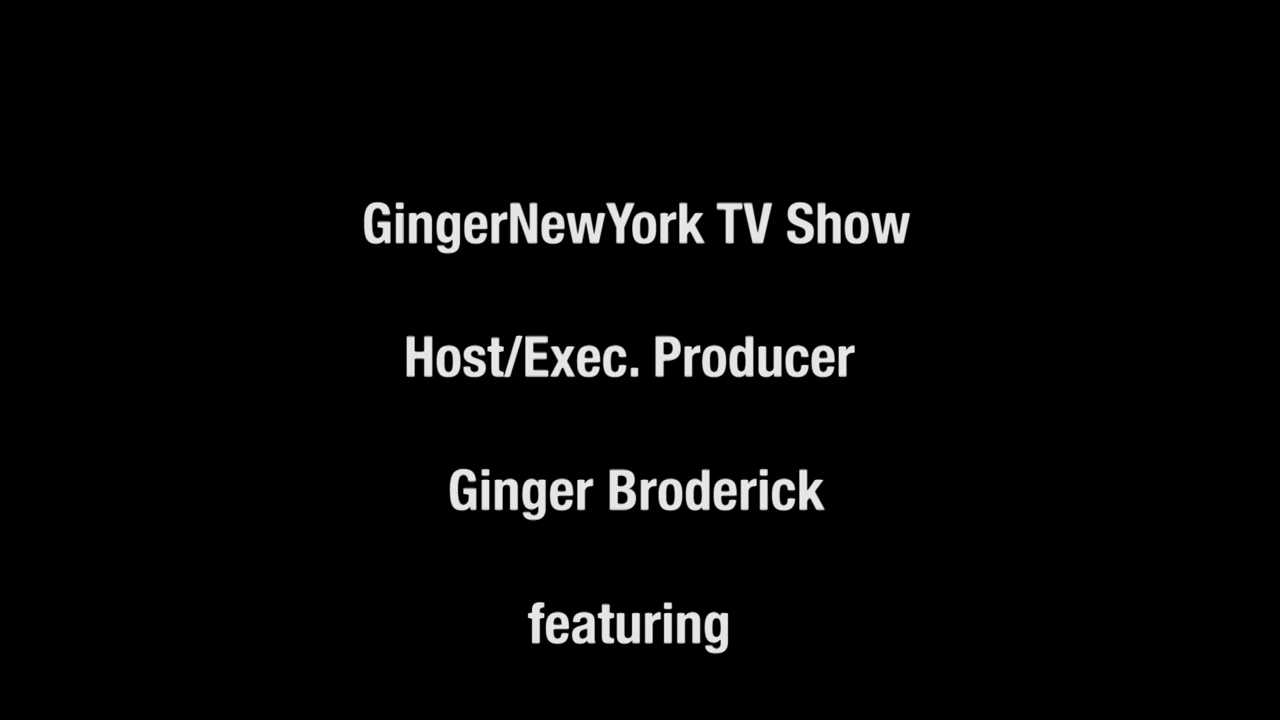 GingerNewYork TV Show
Host/Exec. Producer
Ginger Broderick
featuring